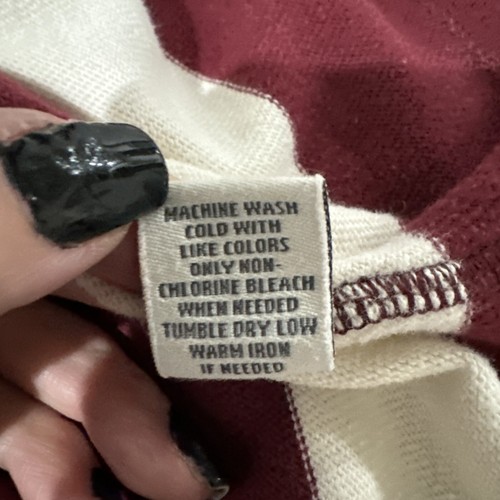 MACHINE WASH
COLD WITH
LIKE COLORS
ONLY NON-
CHLORINE BLEACH
WHEN NEEDED
TUMBLE DRY LOW
WARM IRON
IF NEEDED